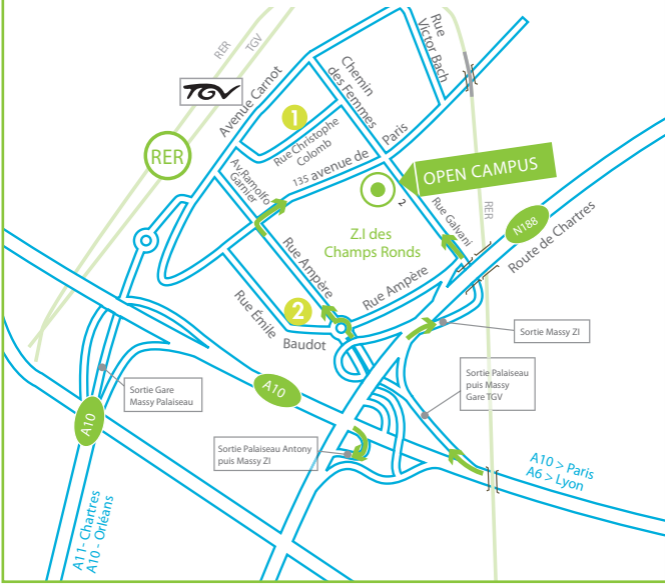 RER
TGV
TGV
RER
Avenue Carnot
Rue
Victor Bach
Chemin
des Femmes
1
Rue Christophe
Colomb
135 avenue de
Paris
Av. Ramolfo
Garnier
OPEN CAMPUS
2
Rue Galvani
RER
N188
Route de Chartres
Z.I des
Champs Ronds
Rue Ampère
Rue Ampère
2
Rue Émile
Baudot
Sortie Massy ZI
Sortie Gare
Massy Palaiseau
A10
A10
Sortie Palaiseau
puis Massy
Gare TGV
Sortie Palaiseau Antony
puis Massy ZI
A10 > Paris
A6 > Lyon
A11- Chartres
A10 - Orléans